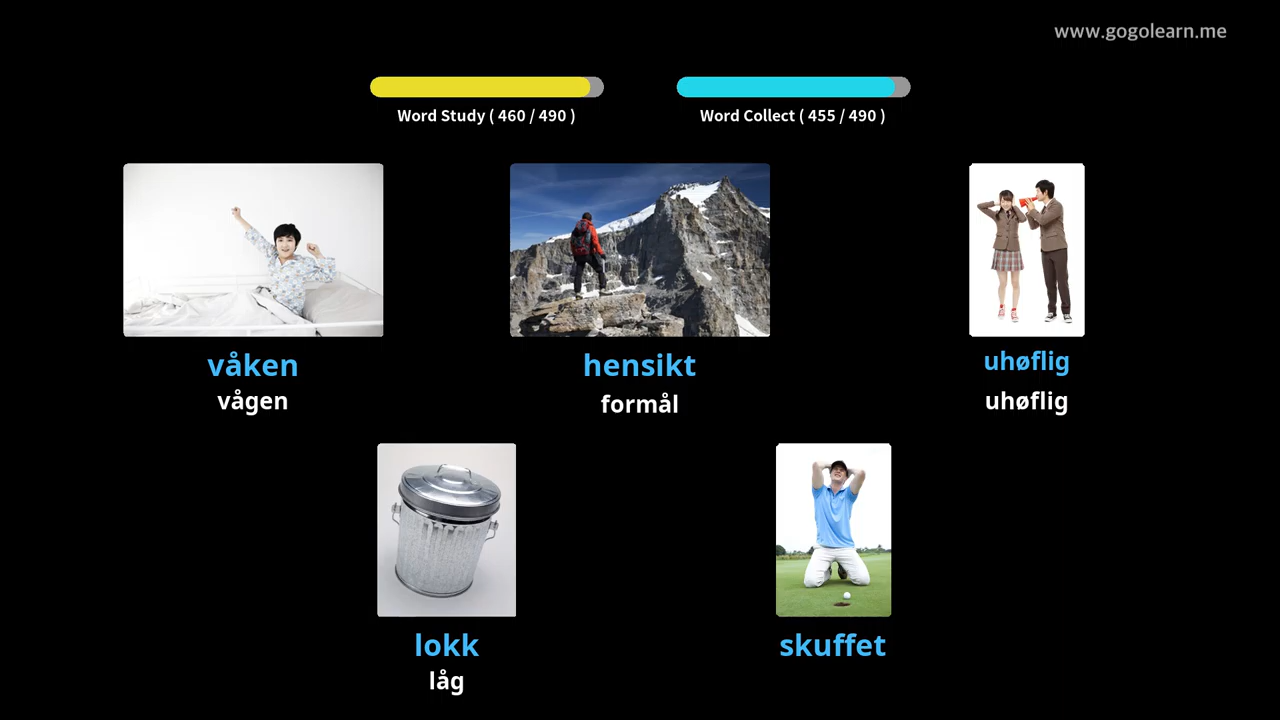 www.gogolearn.me
Word Study ( 460 / 490 )
Word Collect ( 455 / 490 )
våken
vågen
hensikt
formål
uhøflig
uhøflig
lokk
låg
skuffet